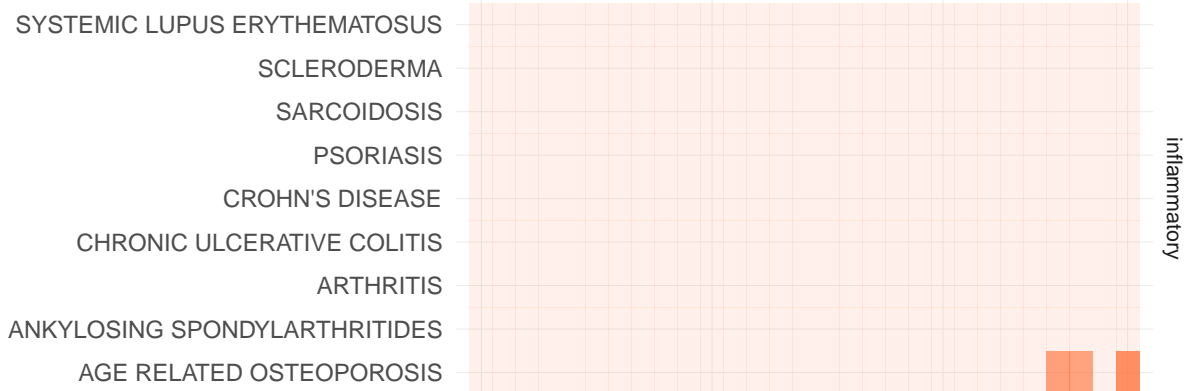 SYSTEMIC LUPUS ERYTHEMATOSUS
SCLERODERMA
SARCOIDOSIS
PSORIASIS
CROHN'S DISEASE
CHRONIC ULCERATIVE COLITIS
ARTHRITIS
ANKYLOSING SPONDYLARTHRITIDES
AGE RELATED OSTEOPOROSIS
inflammatory